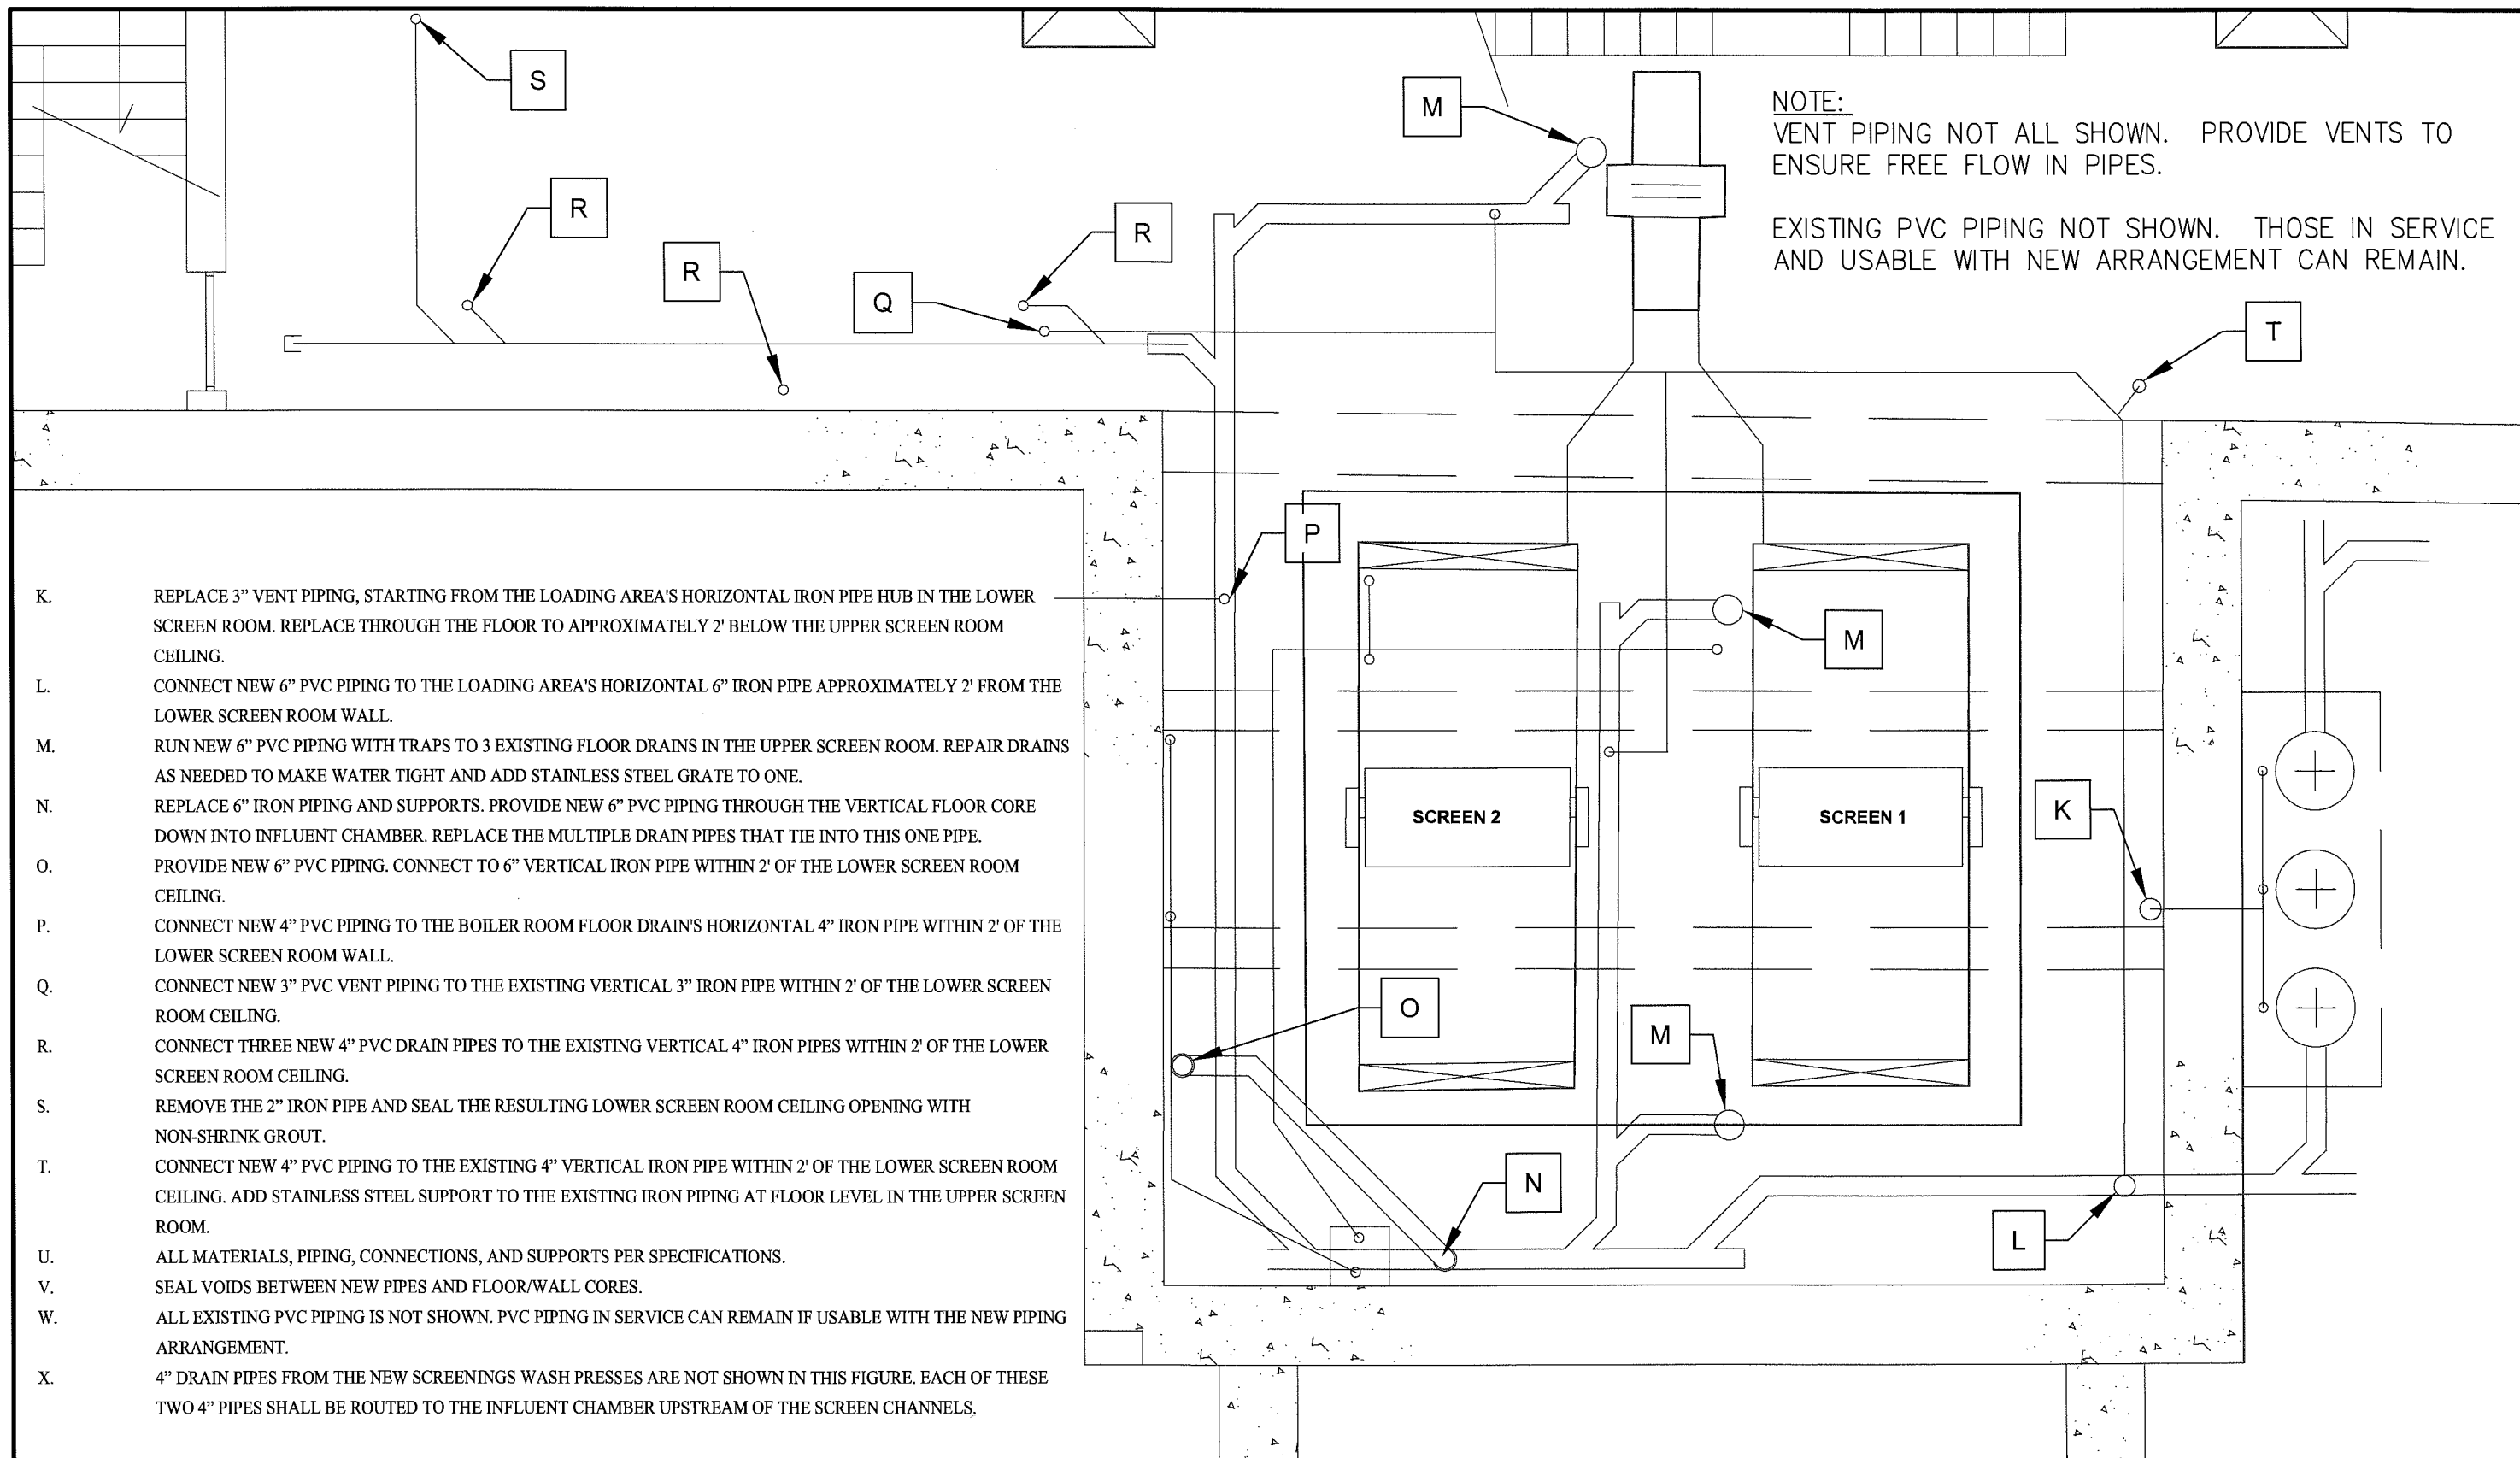 S
M
NOTE:
VENT PIPING NOT ALL SHOWN. PROVIDE VENTS TO
ENSURE FREE FLOW IN PIPES.
EXISTING PVC PIPING NOT SHOWN. THOSE IN SERVICE
AND USABLE WITH NEW ARRANGEMENT CAN REMAIN.
R
R
R
Q
T
P
M
SCREEN 2
SCREEN 1
K
O
M
N
L
K. REPLACE 3” VENT PIPING, STARTING FROM THE LOADING AREA'S HORIZONTAL IRON PIPE HUB IN THE LOWER
SCREEN ROOM. REPLACE THROUGH THE FLOOR TO APPROXIMATELY 2' BELOW THE UPPER SCREEN ROOM
CEILING.
L. CONNECT NEW 6” PVC PIPING TO THE LOADING AREA'S HORIZONTAL 6” IRON PIPE APPROXIMATELY 2' FROM THE
LOWER SCREEN ROOM WALL.
M. RUN NEW 6” PVC PIPING WITH TRAPS TO 3 EXISTING FLOOR DRAINS IN THE UPPER SCREEN ROOM. REPAIR DRAINS
AS NEEDED TO MAKE WATER TIGHT AND ADD STAINLESS STEEL GRATE TO ONE.
N. REPLACE 6” IRON PIPING AND SUPPORTS. PROVIDE NEW 6” PVC PIPING THROUGH THE VERTICAL FLOOR CORE
DOWN INTO INFLUENT CHAMBER. REPLACE THE MULTIPLE DRAIN PIPES THAT TIE INTO THIS ONE PIPE.
O. PROVIDE NEW 6” PVC PIPING. CONNECT TO 6” VERTICAL IRON PIPE WITHIN 2' OF THE LOWER SCREEN ROOM
CEILING.
P. CONNECT NEW 4” PVC PIPING TO THE BOILER ROOM FLOOR DRAIN'S HORIZONTAL 4” IRON PIPE WITHIN 2' OF THE
LOWER SCREEN ROOM WALL.
Q. CONNECT NEW 3” PVC VENT PIPING TO THE EXISTING VERTICAL 3” IRON PIPE WITHIN 2' OF THE LOWER SCREEN
ROOM CEILING.
R. CONNECT THREE NEW 4” PVC DRAIN PIPES TO THE EXISTING VERTICAL 4” IRON PIPES WITHIN 2' OF THE LOWER
SCREEN ROOM CEILING.
S. REMOVE THE 2” IRON PIPE AND SEAL THE RESULTING LOWER SCREEN ROOM CEILING OPENING WITH
NON-SHRINK GROUT.
T. CONNECT NEW 4” PVC PIPING TO THE EXISTING 4” VERTICAL IRON PIPE WITHIN 2' OF THE LOWER SCREEN ROOM
CEILING. ADD STAINLESS STEEL SUPPORT TO THE EXISTING IRON PIPING AT FLOOR LEVEL IN THE UPPER SCREEN
ROOM.
U. ALL MATERIALS, PIPING, CONNECTIONS, AND SUPPORTS PER SPECIFICATIONS.
V. SEAL VOIDS BETWEEN NEW PIPES AND FLOOR/WALL CORES.
W. ALL EXISTING PVC PIPING IS NOT SHOWN. PVC PIPING IN SERVICE CAN REMAIN IF USABLE WITH THE NEW PIPING
ARRANGEMENT.
X. 4” DRAIN PIPES FROM THE NEW SCREENINGS WASH PRESSES ARE NOT SHOWN IN THIS FIGURE. EACH OF THESE
TWO 4” PIPES SHALL BE ROUTED TO THE INFLUENT CHAMBER UPSTREAM OF THE SCREEN CHANNELS.